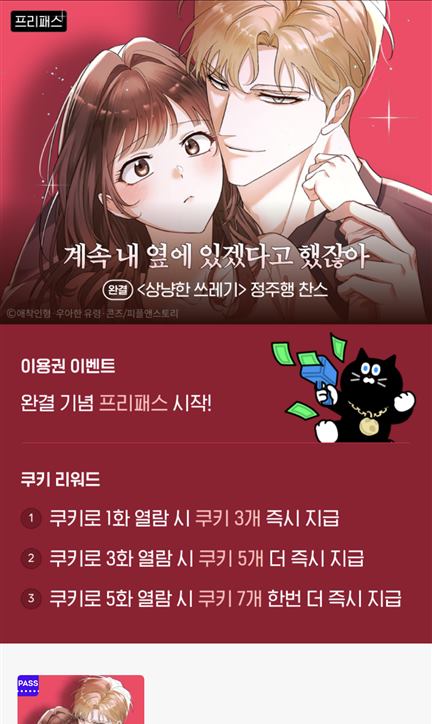 프리패스
계속 내 옆에 있겠다고 했잖아
완결 <상냥한 쓰레기> 정주행 찬스
©애착인형·우아한 유령·콘즈/피플앤스토리
이용권 이벤트
완결 기념 프리패스 시작!
쿠키 리워드
1 쿠키로 1화 열람 시 쿠키 3개 즉시 지급
2 쿠키로 3화 열람 시 쿠키 5개 더 즉시 지급
3 쿠키로 5화 열람 시 쿠키 7개 한번 더 즉시 지급
PASS